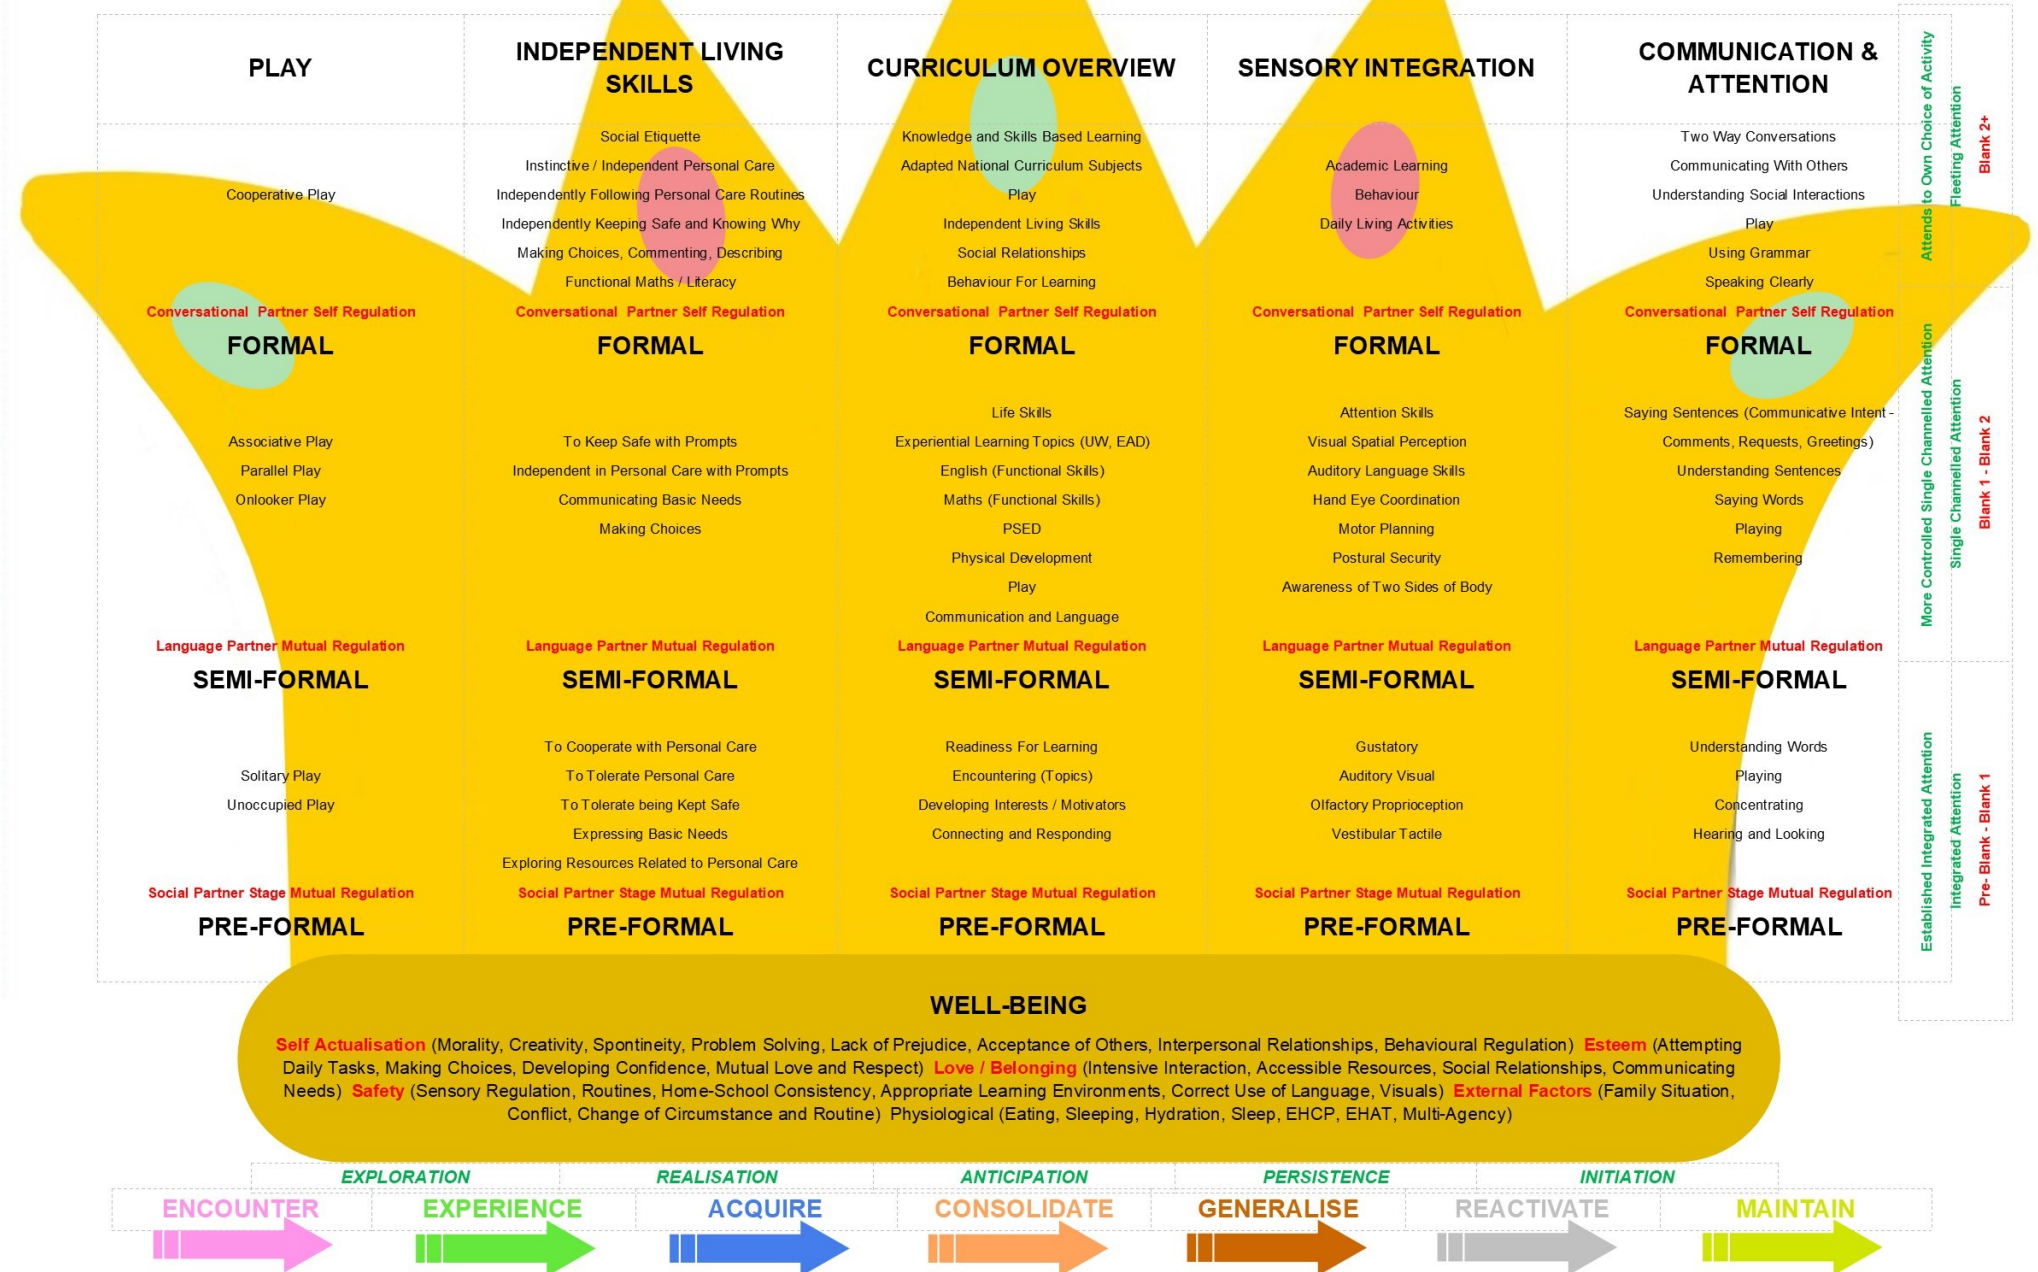 PLAY
Cooperative Play
Conversational  Partner Self Regulation
FORMAL
Associative Play
Parallel Play
Onlooker Play
Language Partner Mutual Regulation
SEMI-FORMAL
Solitary Play
Unoccupied Play
Social Partner Stage Mutual Regulation
PRE-FORMAL
INDEPENDENT LIVING
SKILLS
Social Etiquette
Instinctive / Independent Personal Care
Independently Following Personal Care Routines
Independently Keeping Safe and Knowing Why
Making Choices, Commenting, Describing
Functional Maths / Literacy
Conversational  Partner Self Regulation
FORMAL
To Keep Safe with Prompts
Independent in Personal Care with Prompts
Communicating Basic Needs
Making Choices
Language Partner Mutual Regulation
SEMI-FORMAL
To Cooperate with Personal Care
To Tolerate Personal Care
To Tolerate being Kept Safe
Expressing Basic Needs
Exploring Resources Related to Personal Care
Social Partner Stage Mutual Regulation
PRE-FORMAL
CURRICULUM OVERVIEW
Knowledge and Skills Based Learning
Adapted National Curriculum Subjects
Play
Independent Living Skills
Social Relationships
Behaviour For Learning
Conversational  Partner Self Regulation
FORMAL
Life Skills
Experiential Learning Topics (UW, EAD)
English (Functional Skills)
Maths (Functional Skills)
PSED
Physical Development
Play
Communication and Language
Language Partner Mutual Regulation
SEMI-FORMAL
Readiness For Learning
Encountering (Topics)
Developing Interests / Motivators
Connecting and Responding
Social Partner Stage Mutual Regulation
PRE-FORMAL
SENSORY INTEGRATION
Academic Learning
Behaviour
Daily Living Activities
Conversational  Partner Self Regulation
FORMAL
Attention Skills
Visual Spatial Perception
Auditory Language Skills
Hand Eye Coordination
Motor Planning
Postural Security
Awareness of Two Sides of Body
Language Partner Mutual Regulation
SEMI-FORMAL
Gustatory
Auditory Visual
Olfactory Proprioception
Vestibular Tactile
Social Partner Stage Mutual Regulation
PRE-FORMAL
COMMUNICATION &
ATTENTION
Two Way Conversations
Communicating With Others
Understanding Social Interactions
Play
Using Grammar
Speaking Clearly
Conversational  Partner Self Regulation
FORMAL
Saying Sentences (Communicative Intent -
Comments, Requests, Greetings)
Understanding Sentences
Saying Words
Playing
Remembering
Language Partner Mutual Regulation
SEMI-FORMAL
Understanding Words
Playing
Concentrating
Hearing and Looking
Social Partner Stage Mutual Regulation
PRE-FORMAL
Attends to Own Choice of Activity
Fleeting Attention
Blank 2+
More Controlled Single Channelled Attention
Single Channelled Attention
Blank 1 - Blank 2
Established Integrated Attention
Integrated Attention
Pre- Blank - Blank 1
WELL-BEING
Self Actualisation (Morality, Creativity, Spontineity, Problem Solving, Lack of Prejudice, Acceptance of Others, Interpersonal Relationships, Behavioural Regulation)  Esteem (Attempting
Daily Tasks, Making Choices, Developing Confidence, Mutual Love and Respect)  Love / Belonging (Intensive Interaction, Accessible Resources, Social Relationships, Communicating
Needs)  Safety (Sensory Regulation, Routines, Home-School Consistency, Appropriate Learning Environments, Correct Use of Language, Visuals)  External Factors (Family Situation,
Conflict, Change of Circumstance and Routine)  Physiological (Eating, Sleeping, Hydration, Sleep, EHCP, EHAT, Multi-Agency)
EXPLORATION
REALISATION
ANTICIPATION
PERSISTENCE
INITIATION
ENCOUNTER
EXPERIENCE
ACQUIRE
CONSOLIDATE
GENERALISE
REACTIVATE
MAINTAIN